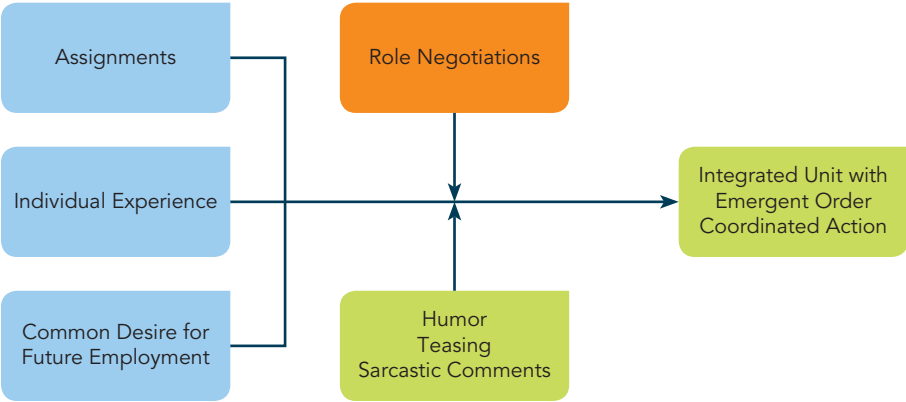 Assignments
Role Negotiations
Individual Experience
Integrated Unit with
Emergent Order
Coordinated Action
Common Desire for
Future Employment
Humor
Teasing
Sarcastic Comments